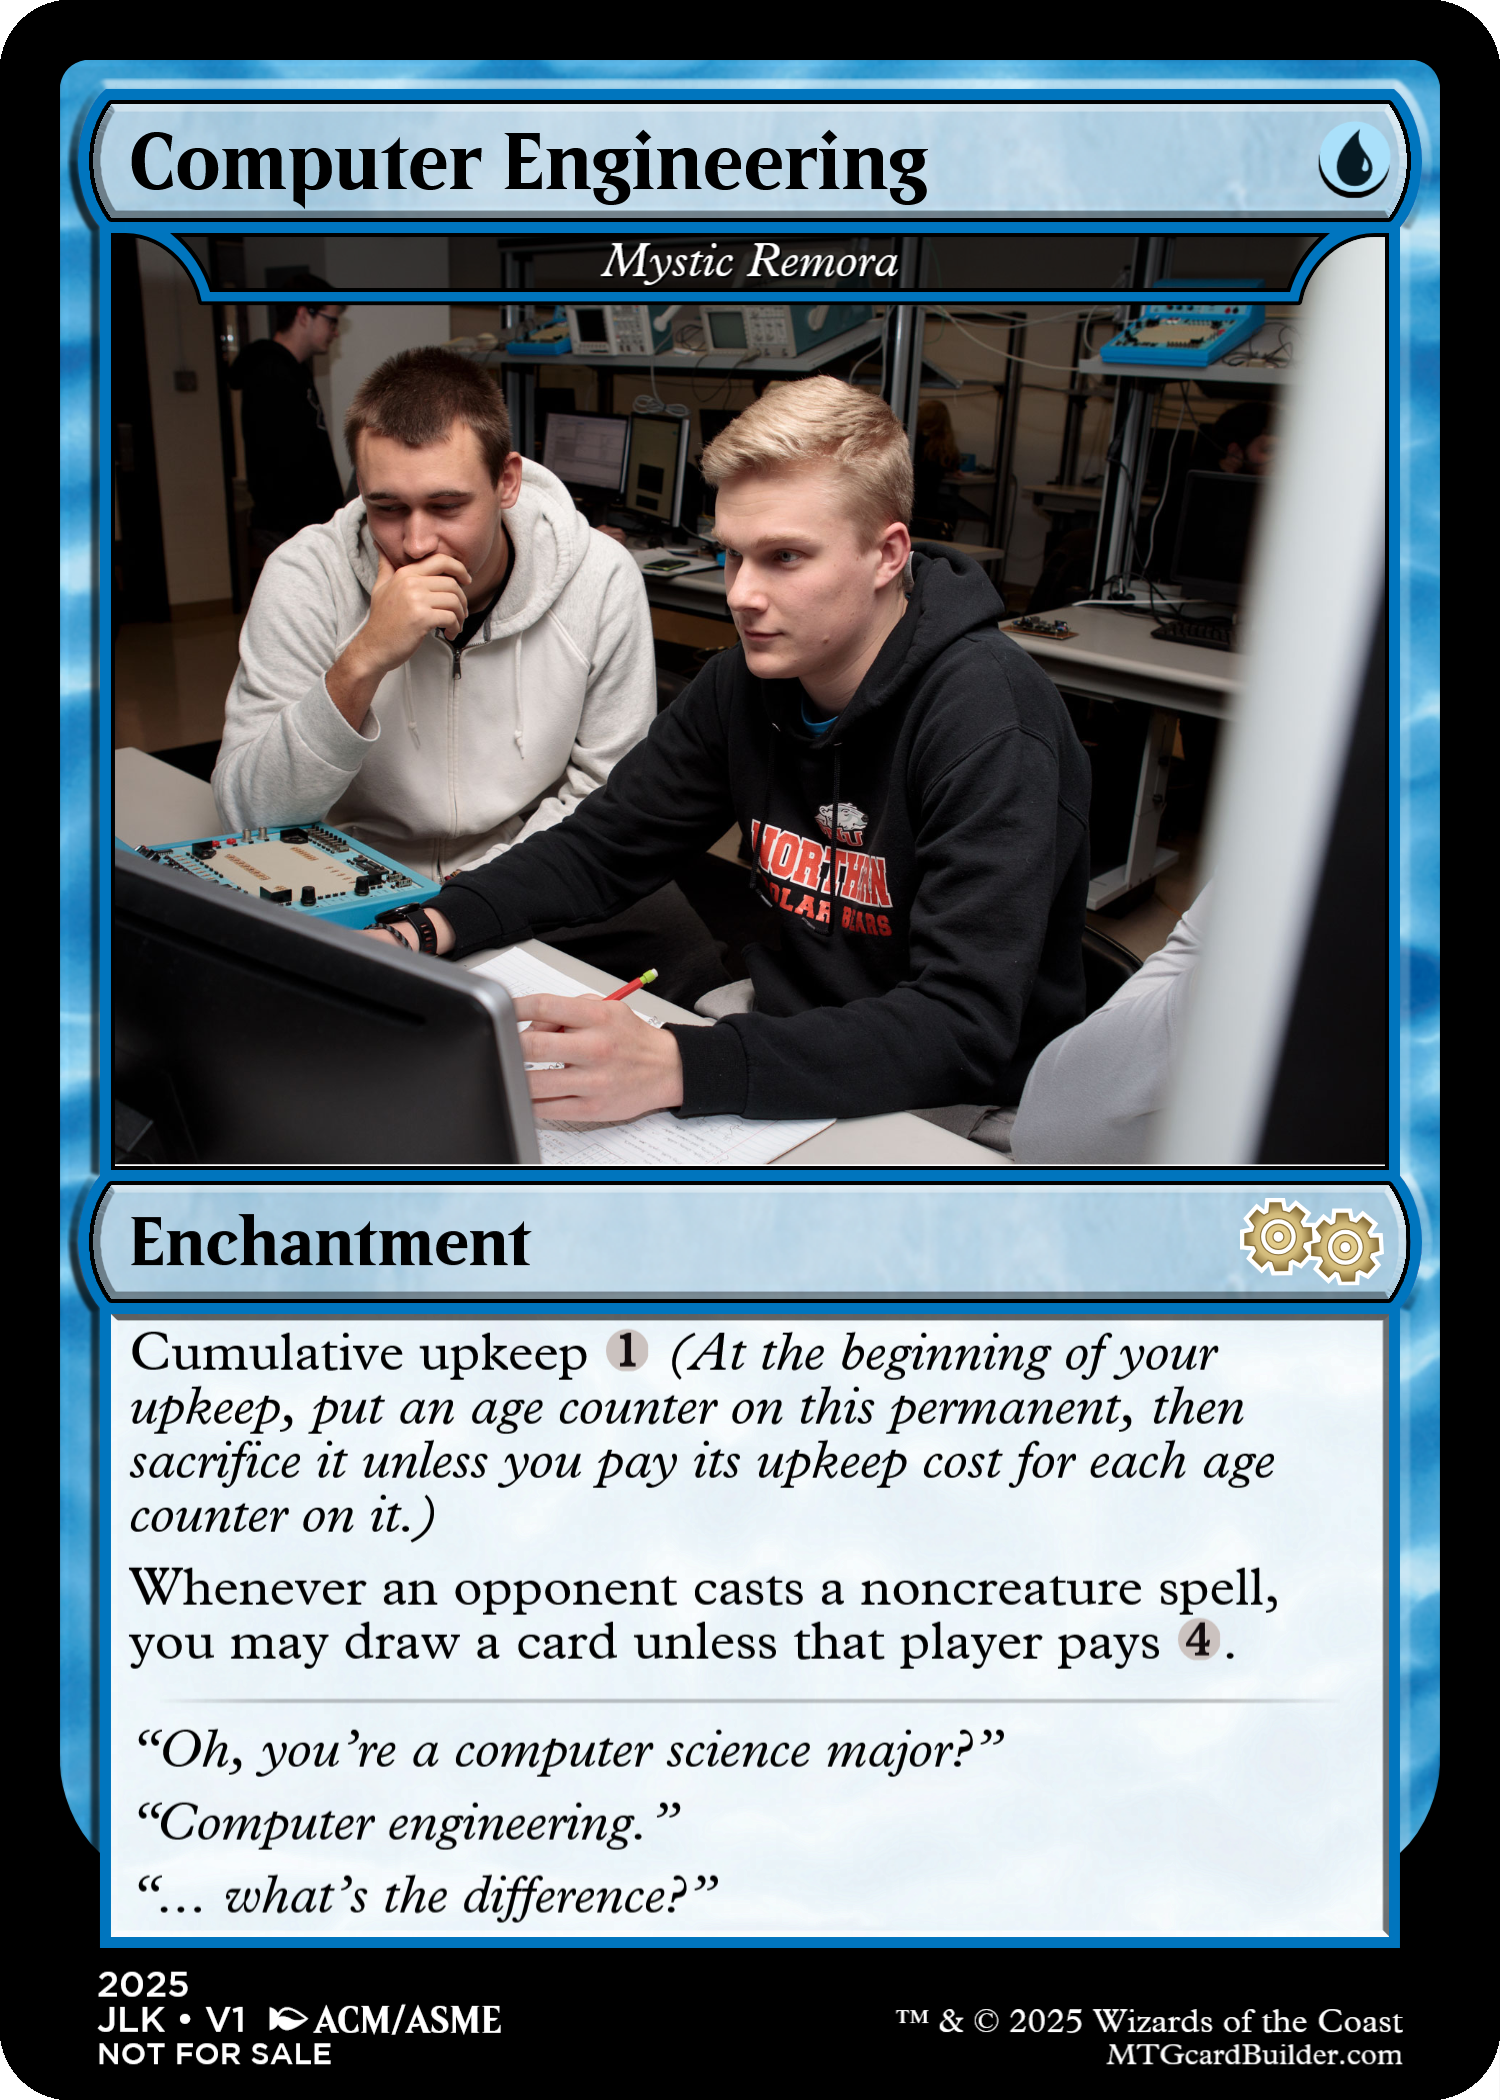 Computer Engineering
Mystic Remora
NORTHERN
POLAR BEARS
Enchantment
Cumulative upkeep 1 (At the beginning of your
upkeep, put an age counter on this permanent, then
sacrifice it unless you pay its upkeep cost for each age
counter on it.)
Whenever an opponent casts a noncreature spell,
you may draw a card unless that player pays 4.
“Oh, you’re a computer science major?”
“Computer engineering.”
“… what’s the difference?”
2025
JLK • V1 ACM/ASME
NOT FOR SALE
™ & © 2025 Wizards of the Coast
MTGcardBuilder.com